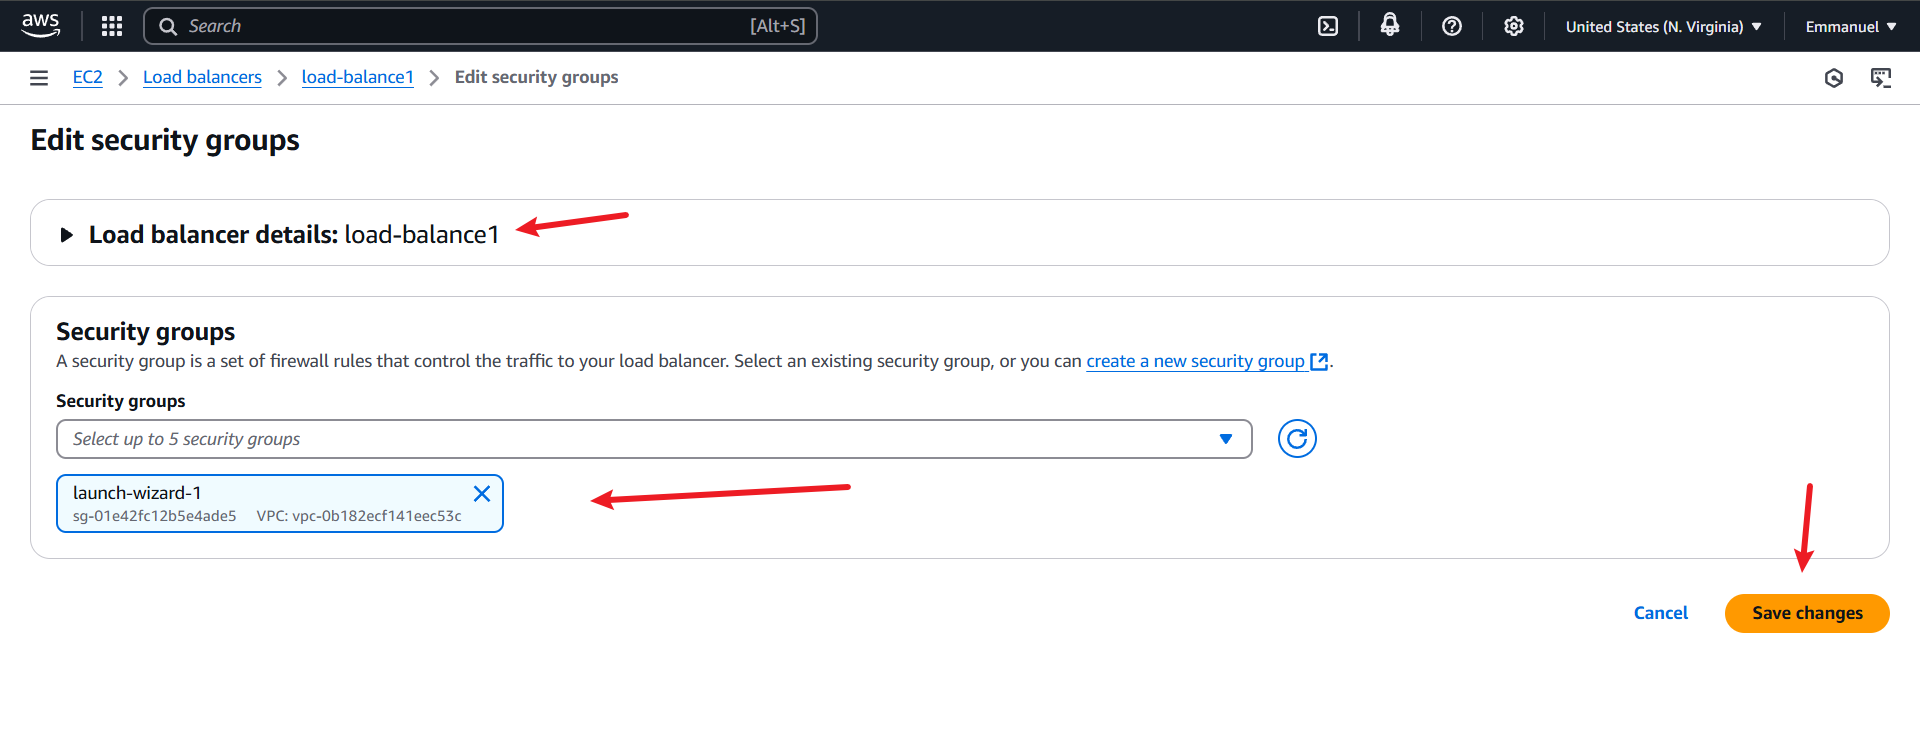 aws
Search [Alt+S]
United States (N. Virginia)
Emmanuel
EC2 Load balancers load-balance1 Edit security groups
Edit security groups
Load balancer details: load-balance1
Security groups
A security group is a set of firewall rules that control the traffic to your load balancer. Select an existing security group, or you can create a new security group.
Security groups
Select up to 5 security groups
launch-wizard-1
sg-01e42fc12b5e4ade5 VPC: vpc-0b182ecf141eec53c
Cancel
Save changes